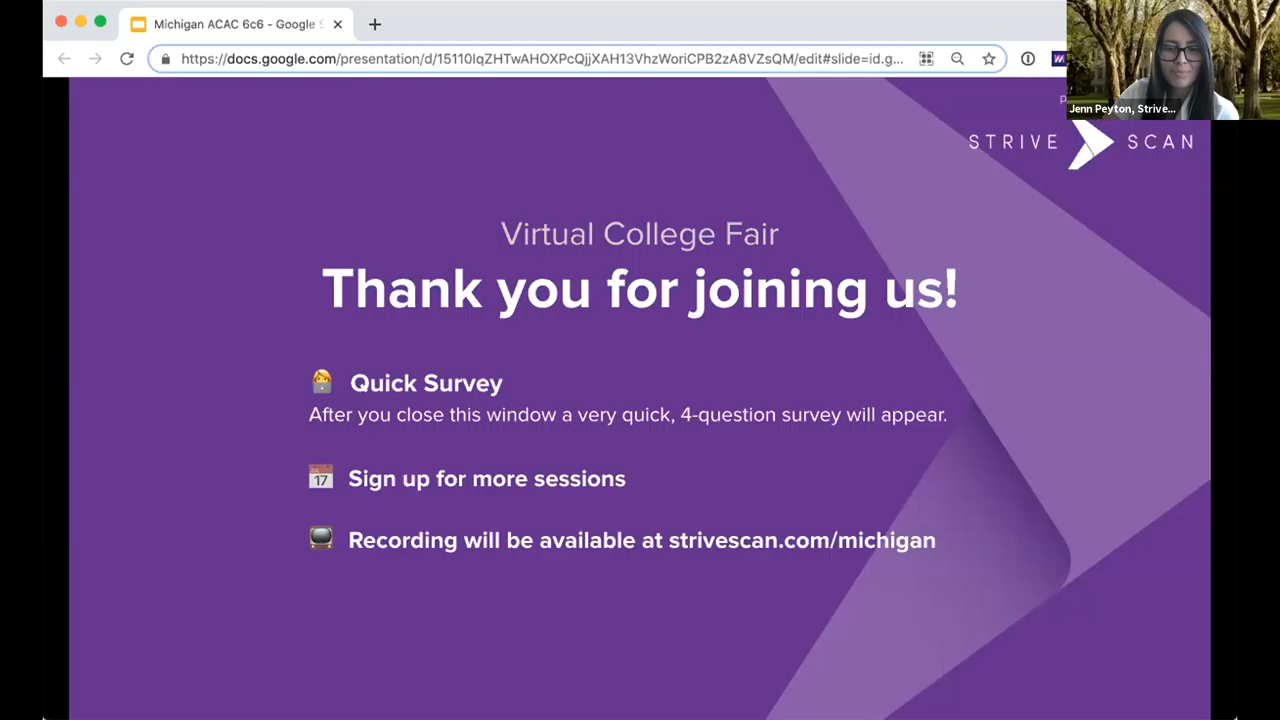 Michigan ACAC 6c6 - Google S
https://docs.google.com/presentation/d/15110lqZHTwAHOXPcQjjXAH13VhzWoriCPB2zA8VZsQM/edit#slide=id.g...
Jenn Peyton, Strive...
STRIVE SCAN
Virtual College Fair
Thank you for joining us!
Quick Survey
After you close this window a very quick, 4-question survey will appear.
17
Sign up for more sessions
Recording will be available at strivescan.com/michigan